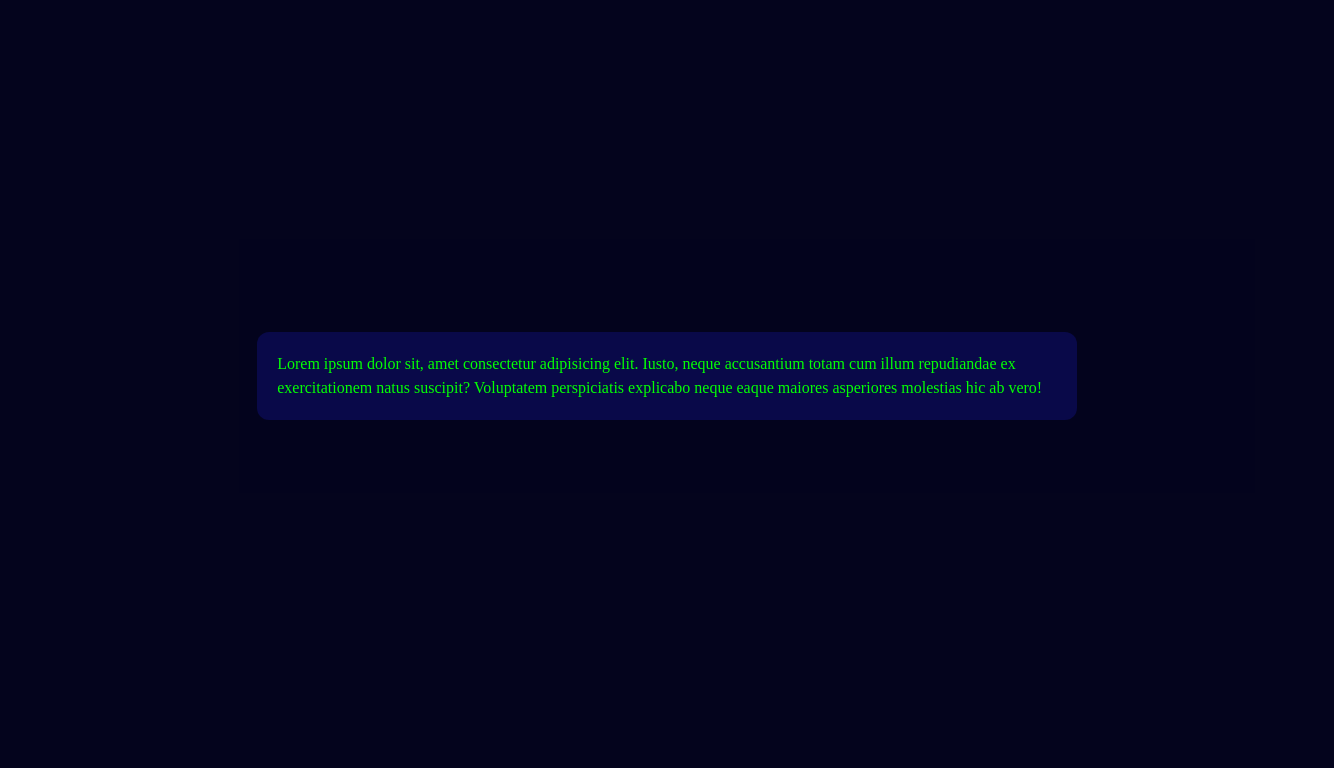 Lorem ipsum dolor sit, amet consectetur adipisicing elit. Iusto, neque accusantium totam cum illum repudiandae ex
exercitationem natus suscipit? Voluptatem perspiciatis explicabo neque eaque maiores asperiores molestias hic ab vero!